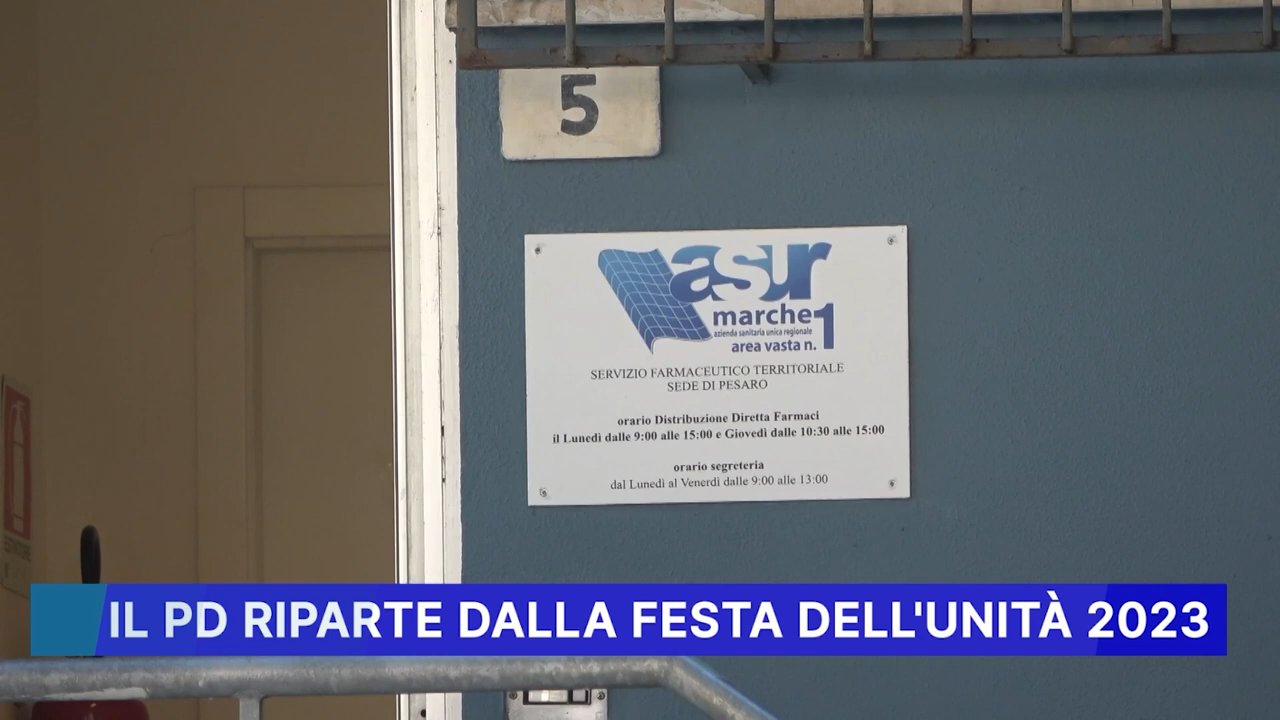 5
asur
marche 1
azienda sanitaria unica regionale
area vasta n.
SERVIZIO FARMACEUTICO TERRITORIALE
SEDE DI PESARO
orario Distribuzione Diretta Farmaci
il Lunedì dalle 9:00 alle 15:00 e Giovedì dalle 10:30 alle 15:00
orario segreteria
dal Lunedì al Venerdì dalle 9:00 alle 13:00
IL PD RIPARTE DALLA FESTA DELL'UNITÀ 2023